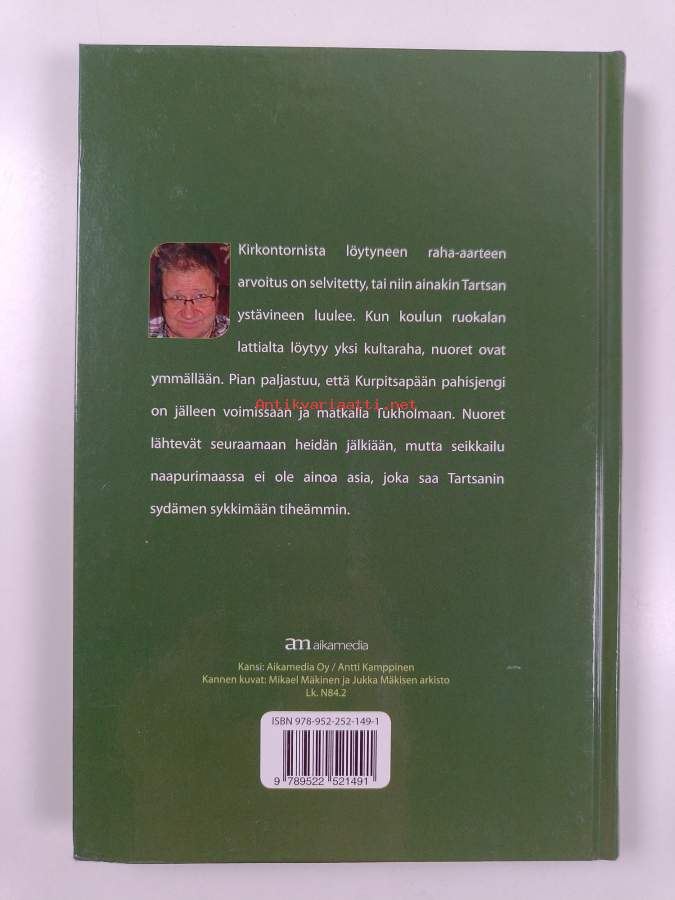 Kirkontornista löytyneen raha-aarteen
arvoitus on selvitetty, tai niin ainakin Tartsan
ystävineen luulee. Kun koulun ruokalan
lattialta löytyy yksi kultaraha, nuoret ovat
ymmällään. Pian paljastuu, että Kurpitsapään pahisjengi
on jälleen voimissaan ja matkalla Tukholmaan. Nuoret
Antikvariaatti.net
lähtevät seuraamaan heidän jälkiään, mutta seikkailu
naapurimaassa ei ole ainoa asia, joka saa Tartsanin
sydämen sykkimään tiheämmin.
am aikamedia
Kansi: Aikamedia Oy / Antti Kamppinen
Kannen kuvat: Mikael Mäkinen ja Jukka Mäkisen arkisto
Lk. N84.2
ISBN 978-952-252-149-1
9 789522 521491